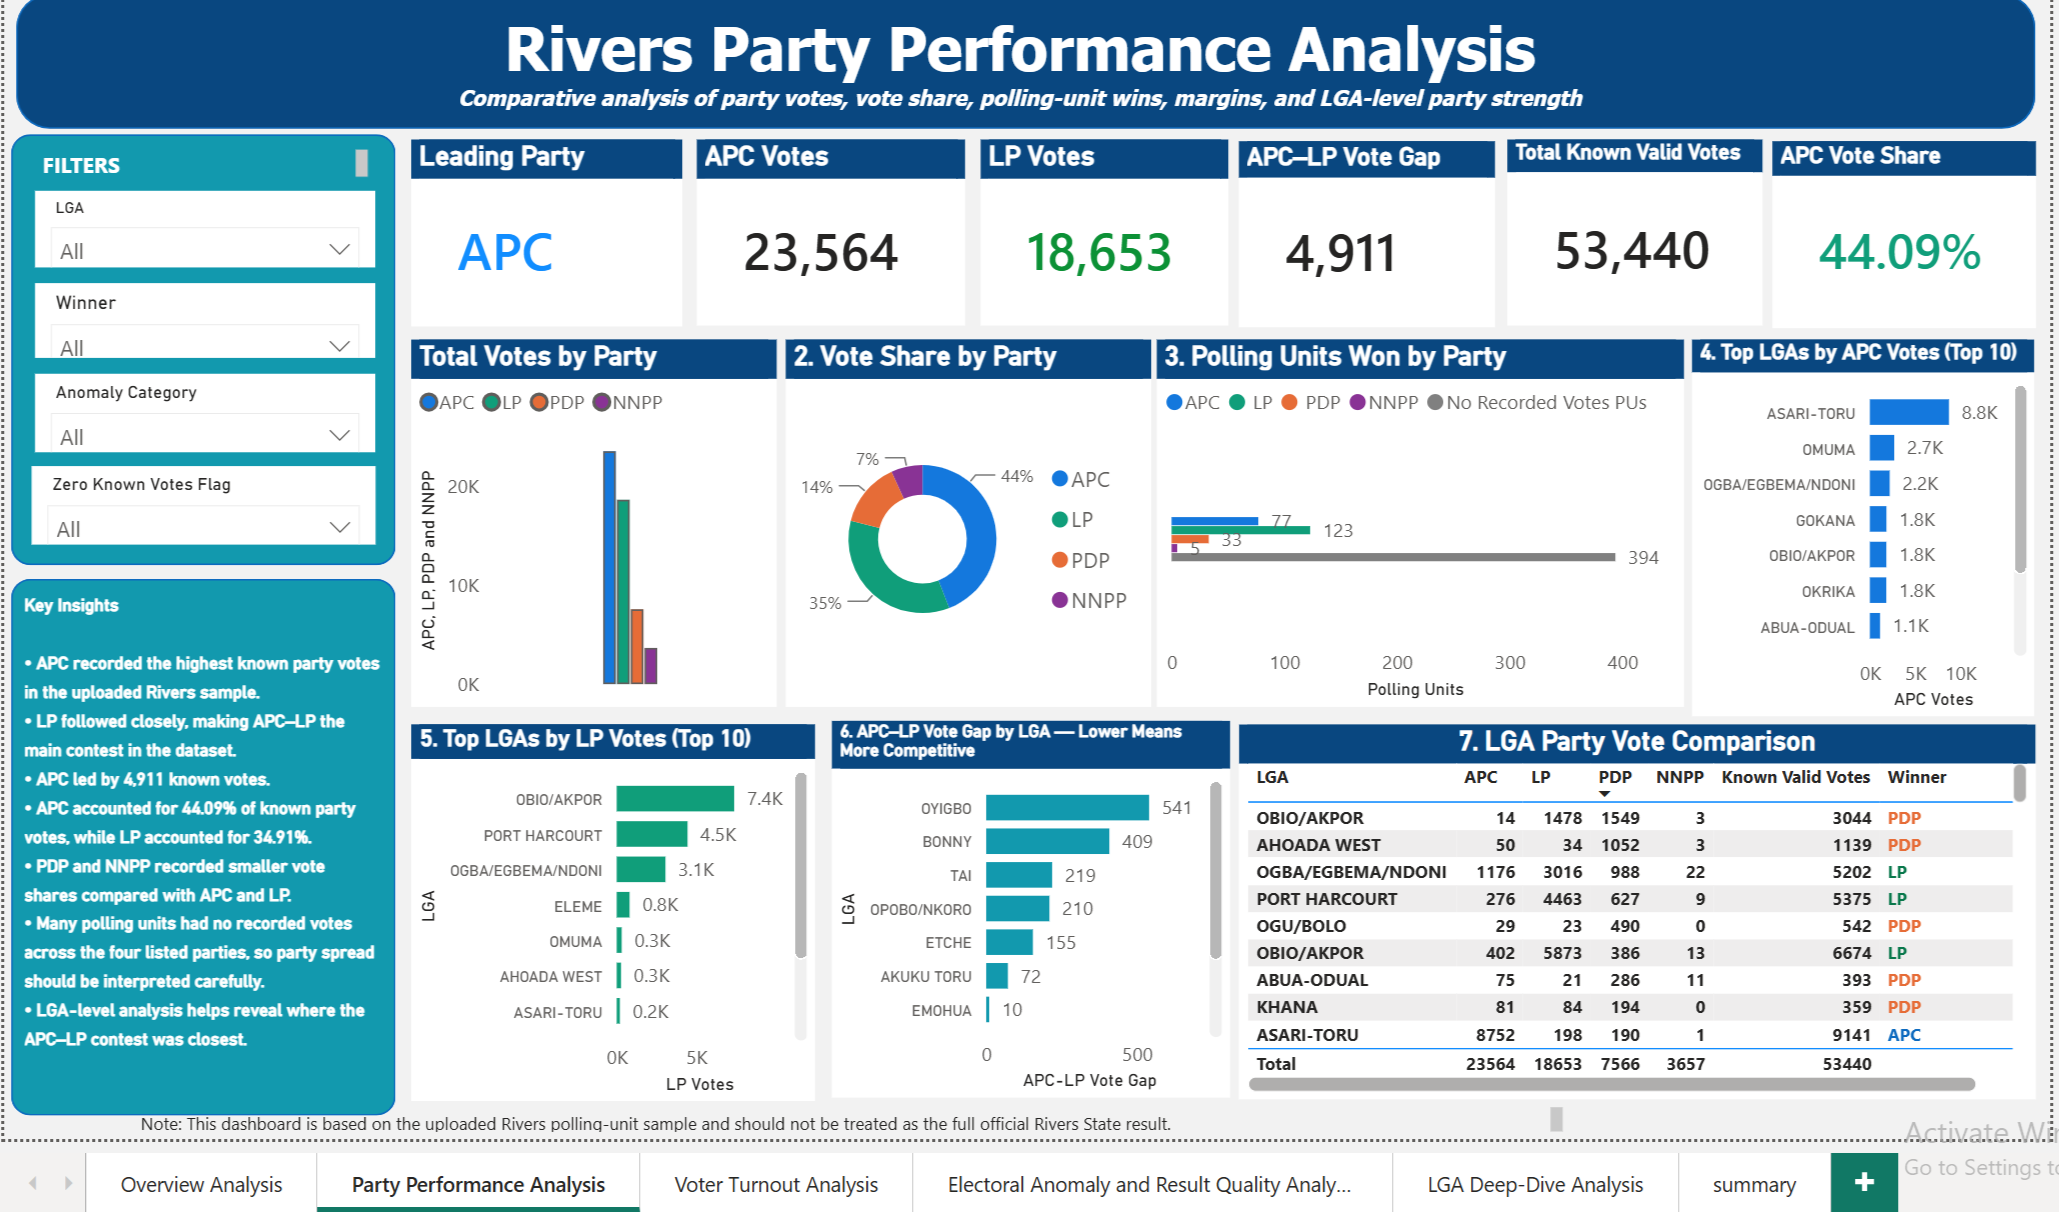 Rivers Party Performance Analysis
Comparative analysis of party votes, vote share, polling-unit wins, margins, and LGA-level party strength
FILTERS
LGA
All
Winner
All
Anomaly Category
All
Zero Known Votes Flag
All
Key Insights
• APC recorded the highest known party votes
in the uploaded Rivers sample.
• LP followed closely, making APC–LP the
main contest in the dataset.
• APC led by 4,911 known votes.
• APC accounted for 44.09% of known party
votes, while LP accounted for 34.91%.
• PDP and NNPP recorded smaller vote
shares compared with APC and LP.
• Many polling units had no recorded votes
across the four listed parties, so party spread
should be interpreted carefully.
• LGA-level analysis helps reveal where the
APC–LP contest was closest.
Leading Party
APC
APC Votes
23,564
LP Votes
18,653
APC–LP Vote Gap
4,911
Total Known Valid Votes
53,440
APC Vote Share
44.09%
Total Votes by Party
APC LP PDP NNPP
APC, LP, PDP and NNPP
20K
10K
0K
2. Vote Share by Party
7%
44%
14%
35%
APC
LP
PDP
NNPP
3. Polling Units Won by Party
APC LP PDP NNPP No Recorded Votes PUs
77
123
33
5
394
0 100 200 300 400
Polling Units
4. Top LGAs by APC Votes (Top 10)
ASARI-TORU 8.8K
OMUMA 2.7K
OGBA/EGBEMA/NDONI 2.2K
GOKANA 1.8K
OBIO/AKPOR 1.8K
OKRIKA 1.8K
ABUA-ODUAL 1.1K
0K 5K 10K
APC Votes
5. Top LGAs by LP Votes (Top 10)
LGA
OBIO/AKPOR 7.4K
PORT HARCOURT 4.5K
OGBA/EGBEMA/NDONI 3.1K
ELEME 0.8K
OMUMA 0.3K
AHOADA WEST 0.3K
ASARI-TORU 0.2K
0K 5K
LP Votes
6. APC–LP Vote Gap by LGA — Lower Means
More Competitive
LGA
OYIGBO 541
BONNY 409
TAI 219
OPOBO/NKORO 210
ETCHE 155
AKUKU TORU 72
EMOHUA 10
0 500
APC-LP Vote Gap
7. LGA Party Vote Comparison
LGA APC LP PDP NNPP Known Valid Votes Winner
OBIO/AKPOR 14 1478 1549 3 3044 PDP
AHOADA WEST 50 34 1052 3 1139 PDP
OGBA/EGBEMA/NDONI 1176 3016 988 22 5202 LP
PORT HARCOURT 276 4463 627 9 5375 LP
OGU/BOLO 29 23 490 0 542 PDP
OBIO/AKPOR 402 5873 386 13 6674 LP
ABUA-ODUAL 75 21 286 11 393 PDP
KHANA 81 84 194 0 359 PDP
ASARI-TORU 8752 198 190 1 9141 APC
Total 23564 18653 7566 3657 53440
Note: This dashboard is based on the uploaded Rivers polling-unit sample and should not be treated as the full official Rivers State result.
Activate Wi
Go to Settings to
Overview Analysis
Party Performance Analysis
Voter Turnout Analysis
Electoral Anomaly and Result Quality Analy...
LGA Deep-Dive Analysis
summary
+